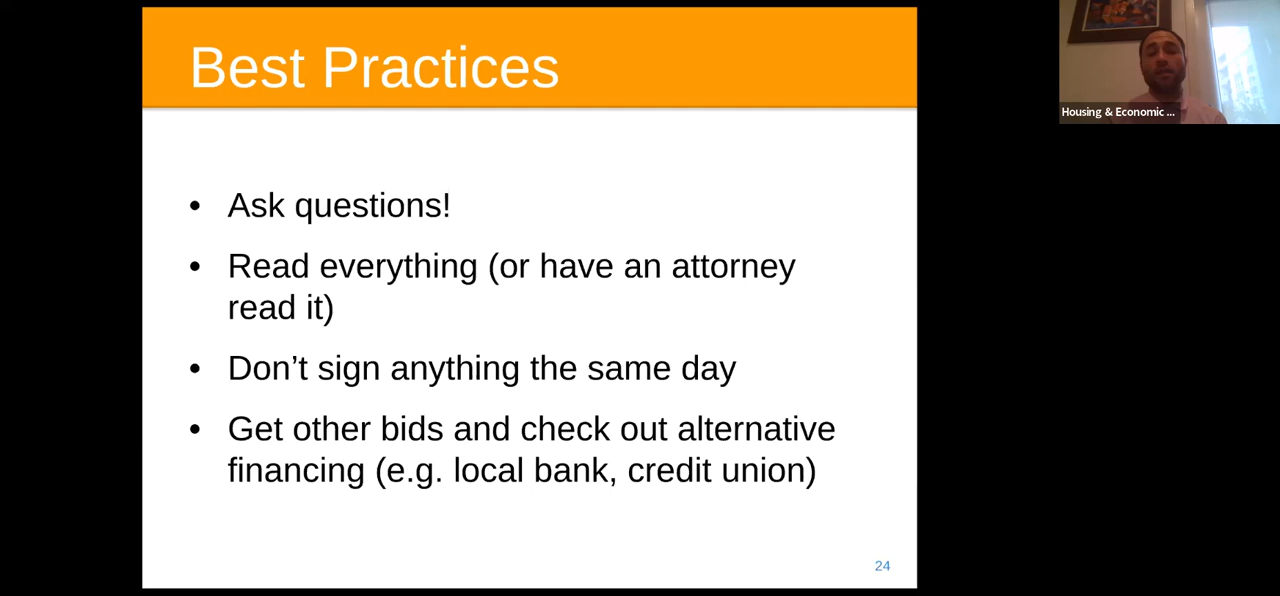 Best Practices
• Ask questions!
• Read everything (or have an attorney
read it)
• Don’t sign anything the same day
• Get other bids and check out alternative
financing (e.g. local bank, credit union)
24
Housing & Economic ...